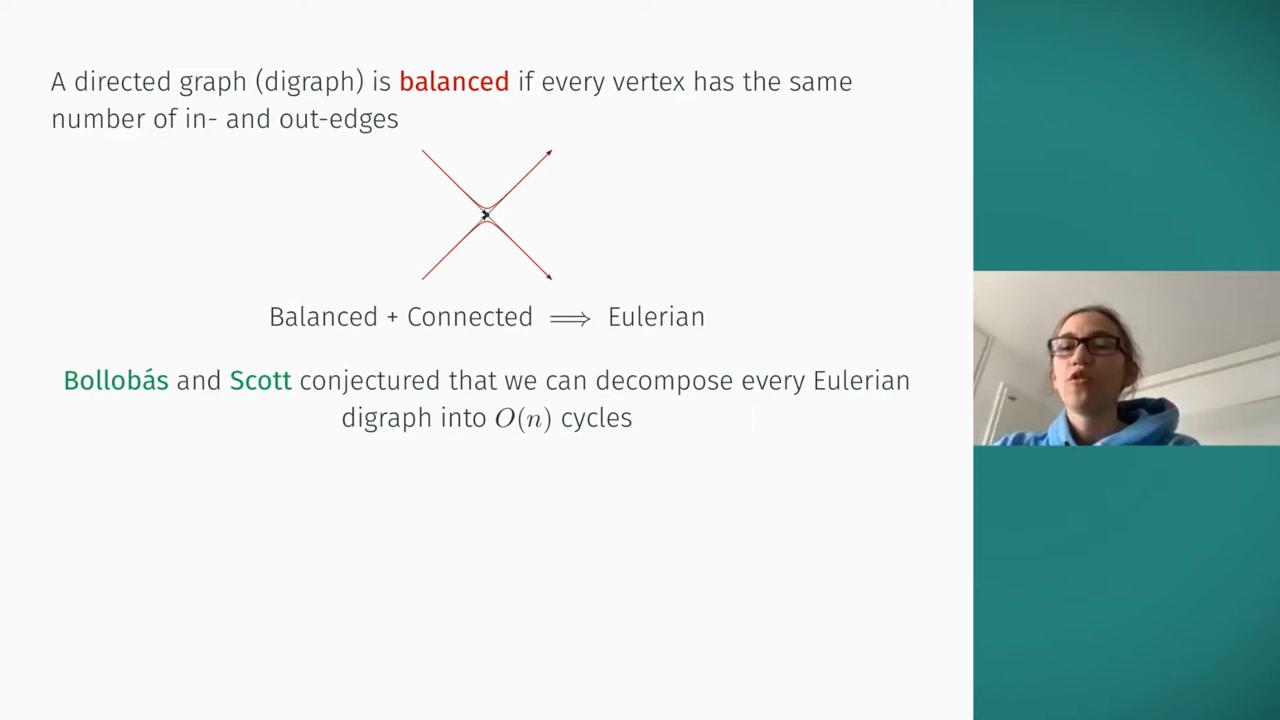 A directed graph (digraph) is balanced if every vertex has the same
number of in- and out-edges
Balanced + Connected ⟹ Eulerian
Bollobás and Scott conjectured that we can decompose every Eulerian
digraph into O(n) cycles